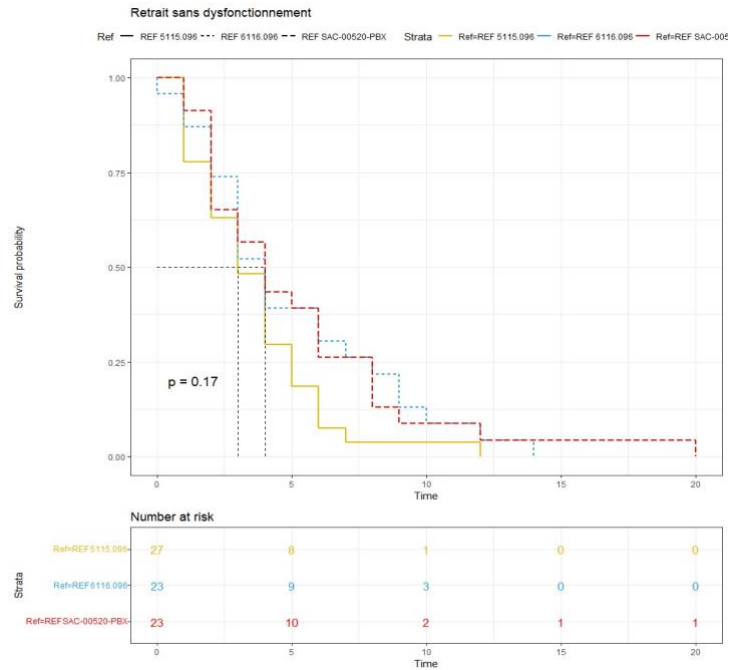 Retrait sans dysfonctionnement
Ref REF 5115.096 REF 6116.096 REF SAC-00520-PBX Strata Ref=REF 5115.096 Ref=REF 6116.096 Ref=REF SAC-005
1.00
0.75
0.50
0.25
0.00
Survival probability
p = 0.17
0 5 10 15 20
Time
Number at risk
Strata
Ref=REF5115.096 27 8 1 0 0
Ref=REF6116.096 23 9 3 0 0
Ref=REFSAC-00520-PBX 23 10 2 1 1
0 5 10 15 20
Time